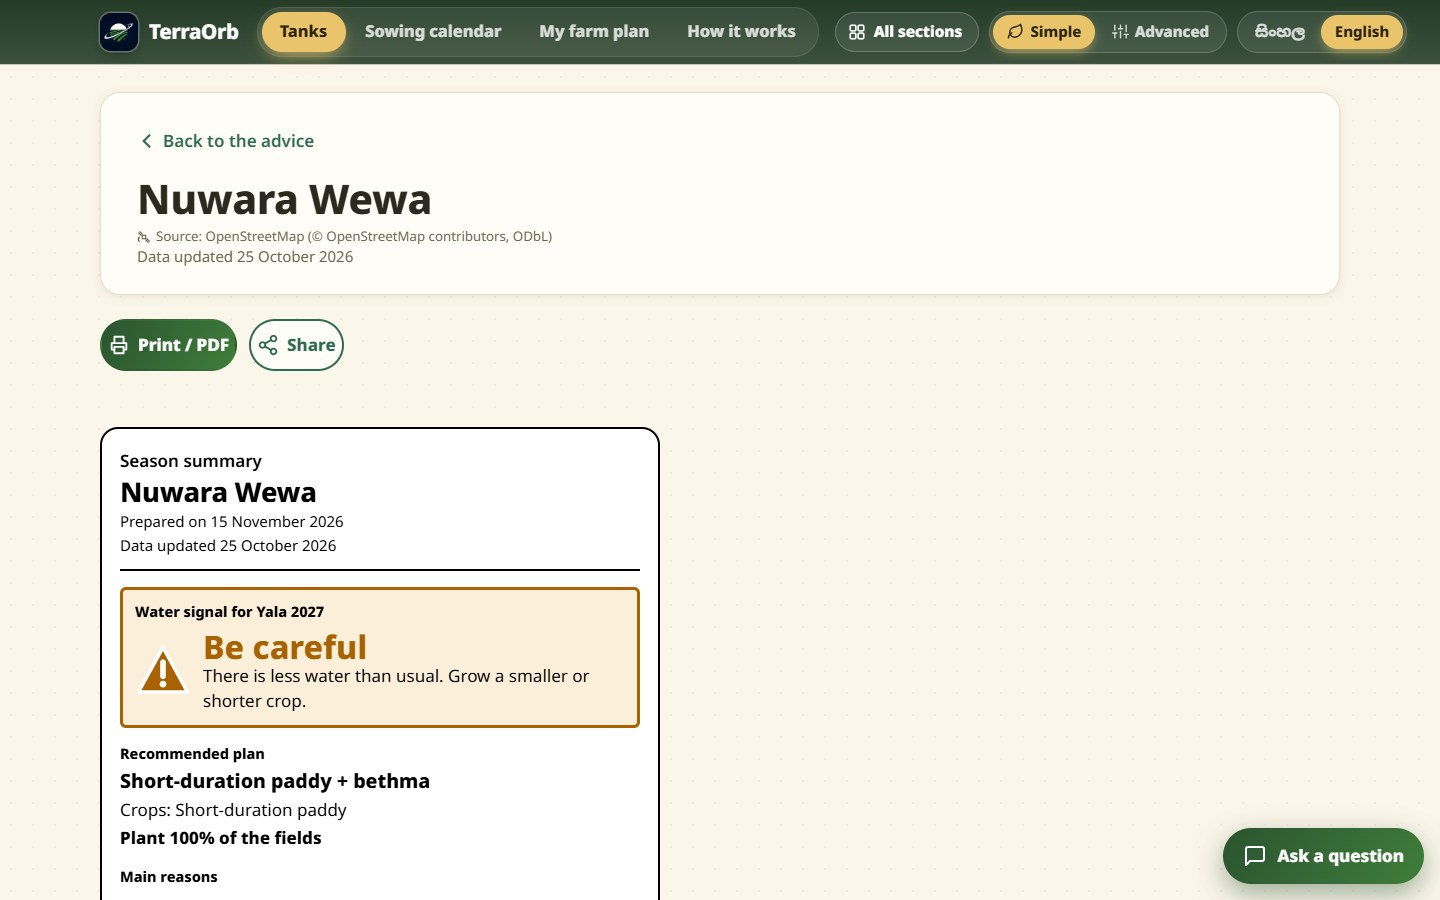 TerraOrb
Tanks
Sowing calendar
My farm plan
How it works
All sections
Simple
Advanced
සිංහල
English
Back to the advice
Nuwara Wewa
Source: OpenStreetMap (© OpenStreetMap contributors, ODbL)
Data updated 25 October 2026
Print / PDF
Share
Season summary
Nuwara Wewa
Prepared on 15 November 2026
Data updated 25 October 2026
Water signal for Yala 2027
Be careful
There is less water than usual. Grow a smaller or
shorter crop.
Recommended plan
Short-duration paddy + bethma
Crops: Short-duration paddy
Plant 100% of the fields
Main reasons
Ask a question